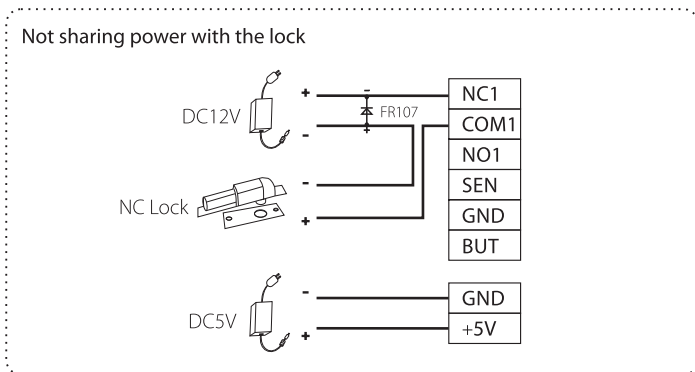 Not sharing power with the lock
+ - NC1
DC12V FR107
- + COM1
NO1
- SEN
NC Lock
+ GND
BUT
- GND
DC5V
+ +5V